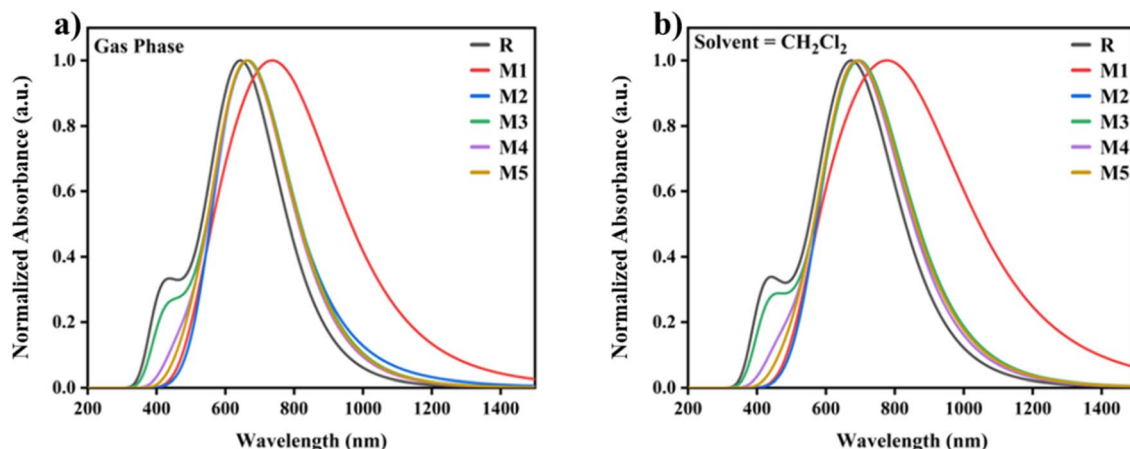 a)
Gas Phase
R
M1
M2
M3
M4
M5
1.0
0.8
0.6
0.4
0.2
0.0
Normalized Absorbance (a.u.)
200 400 600 800 1000 1200 1400
Wavelength (nm)
b)
Solvent = CH₂Cl₂
R
M1
M2
M3
M4
M5
1.0
0.8
0.6
0.4
0.2
0.0
Normalized Absorbance (a.u.)
200 400 600 800 1000 1200 1400
Wavelength (nm)